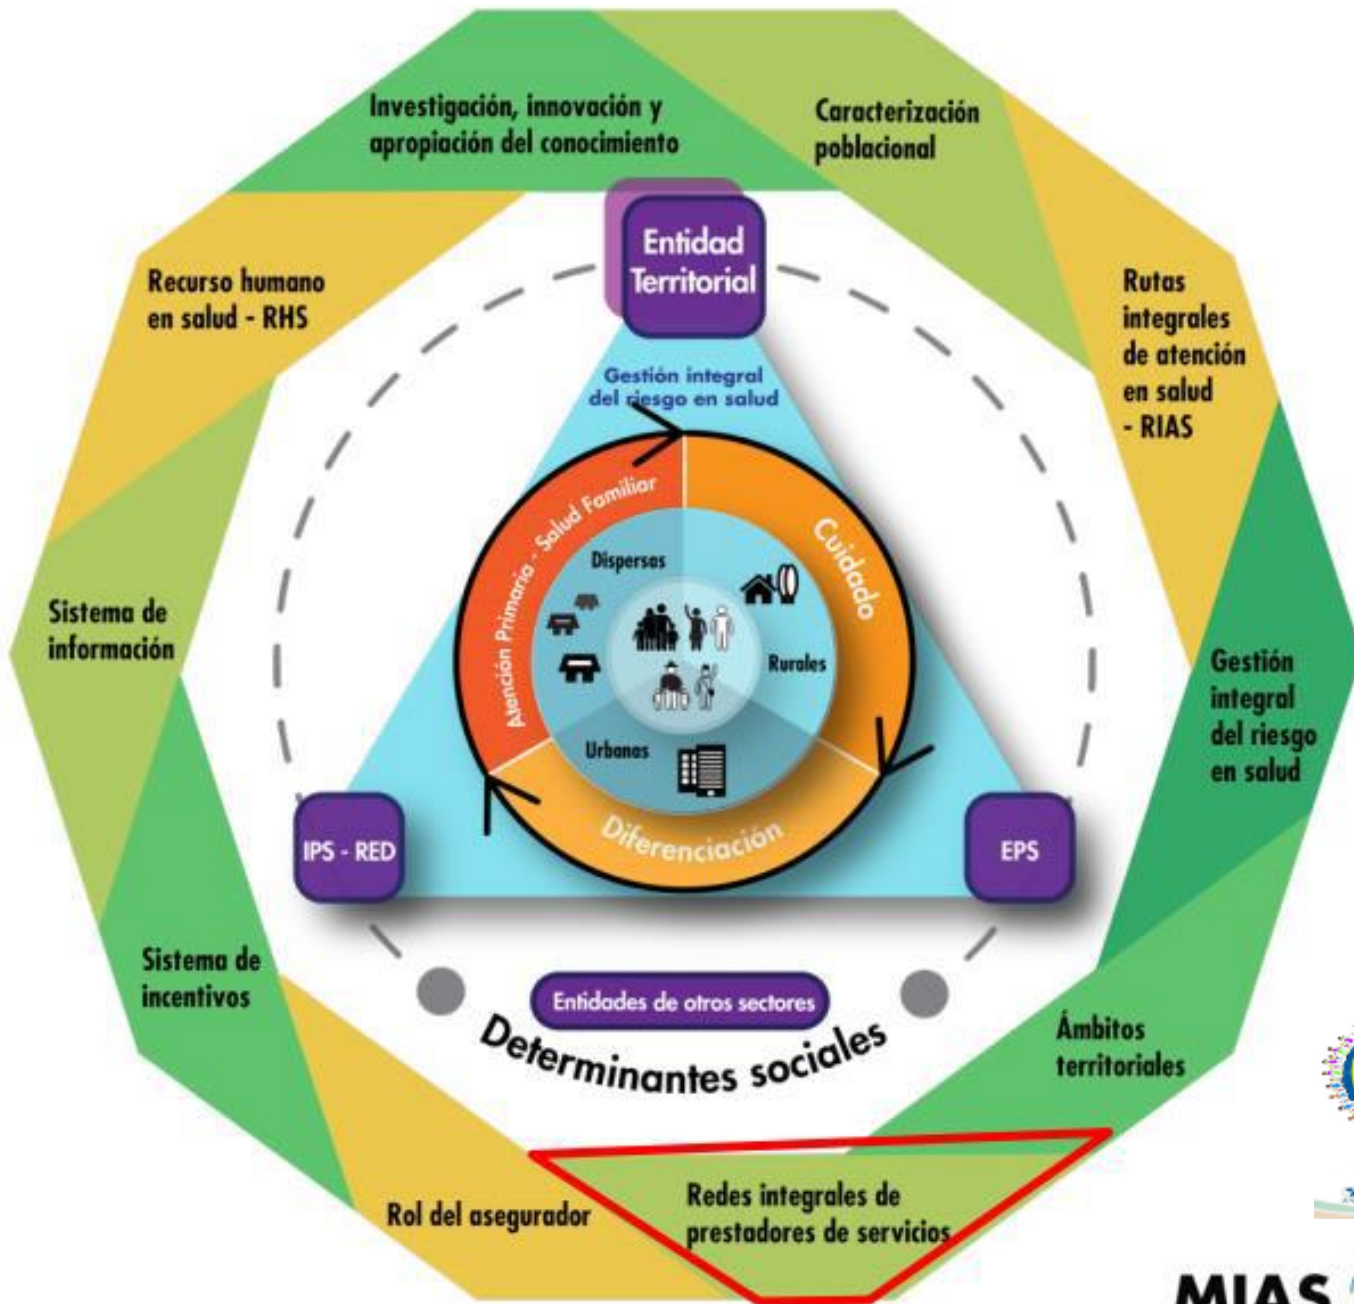 Investigación, innovación y
apropiación del conocimiento
Caracterización
poblacional
Rutas
integrales
de atención
en salud
- RIAS
Gestión
integral
del riesgo
en salud
Ámbitos
territoriales
Redes integrales de
prestadores de servicios
Rol del asegurador
Sistema de
incentivos
Sistema de
información
Recurso humano
en salud - RHS
Entidad
Territorial
Gestión integral
del riesgo en salud
Atención Primaria - Salud Familiar
Cuidado
Diferenciación
Dispersas
Rurales
Urbanas
IPS - RED
EPS
Entidades de otros sectores
Determinantes sociales
MIAS